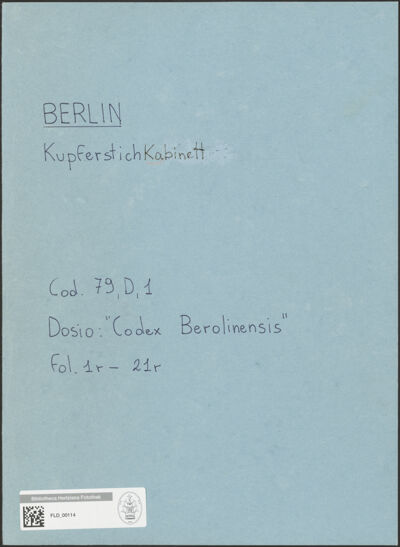 BERLIN
Kupferstichkabinett
Cod. 79, D, 1
Dosio: "Codex Berolinensis"
Fol. 1r – 21r
Bibliotheca Hertziana Fotothek
FLD_00114